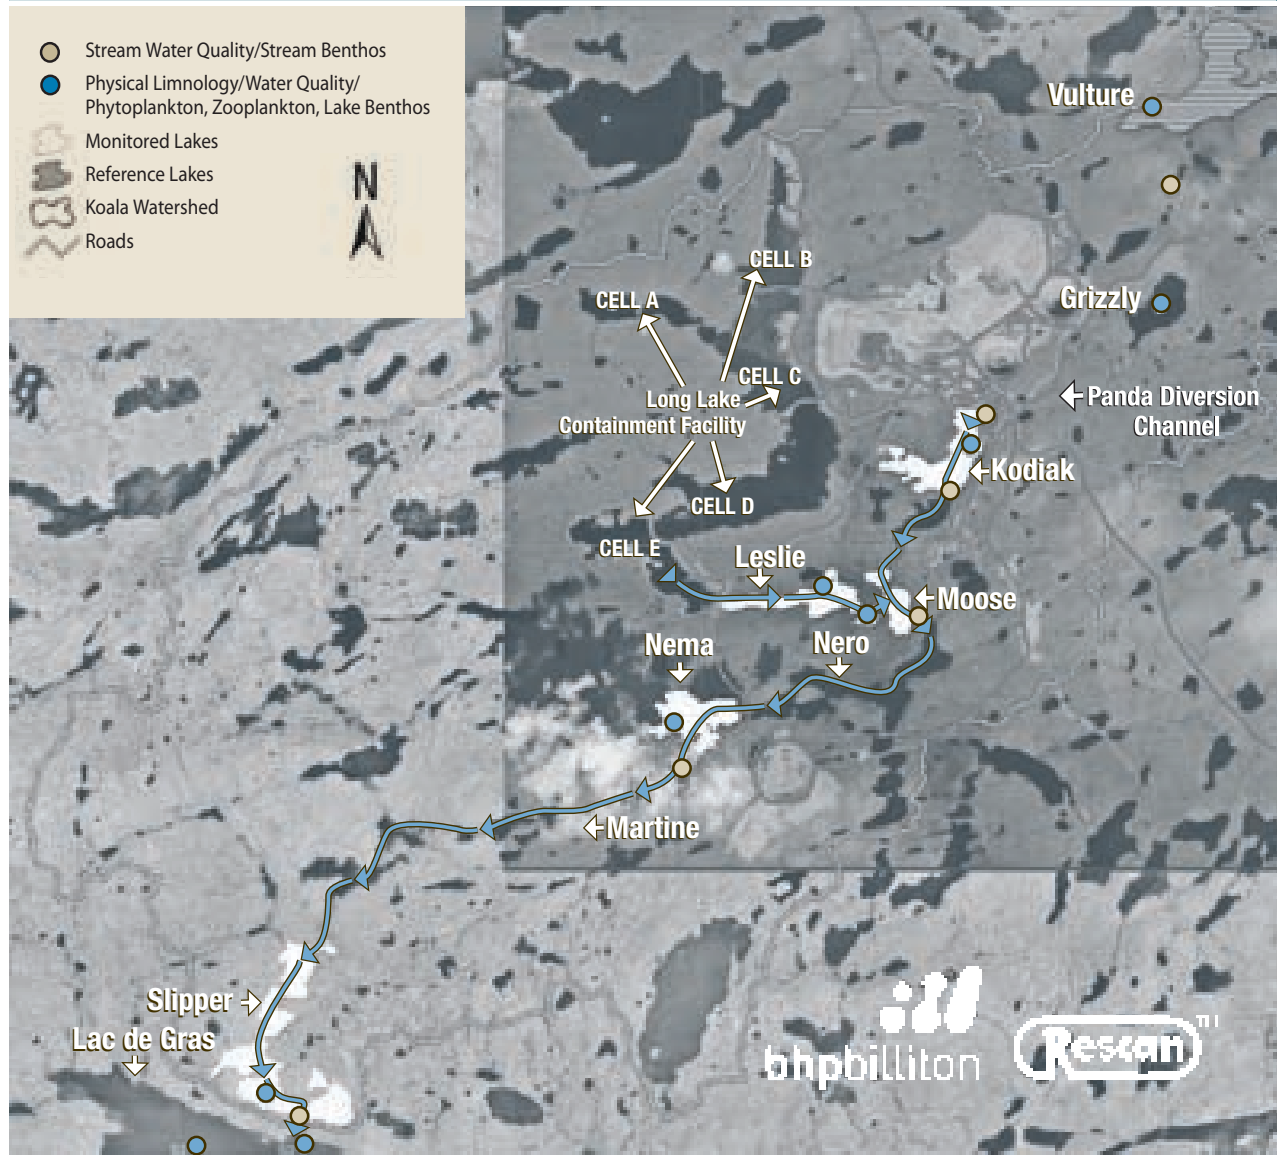 Stream Water Quality/Stream Benthos
Physical Limnology/Water Quality/
Phytoplankton, Zooplankton, Lake Benthos
Monitored Lakes
Reference Lakes
Koala Watershed
Roads
N
Vulture
CELL B
CELL A
Grizzly
CELL C
Long Lake
Containment Facility
Panda Diversion
Channel
Kodiak
CELL D
CELL E
Leslie
Moose
Nema
Nero
Martine
Slipper
Lac de Gras
bhpbilliton
Rescan